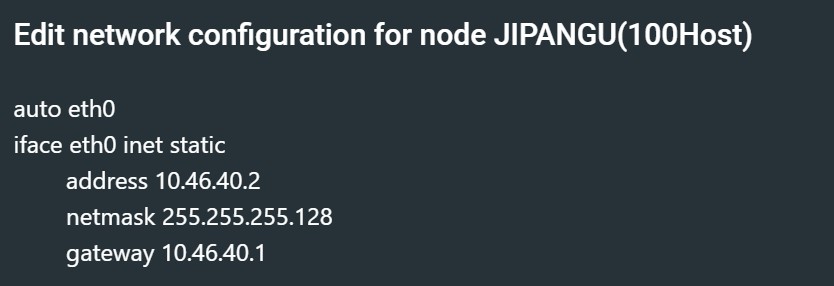 Edit network configuration for node JIPANGU(100Host)
auto eth0
iface eth0 inet static
address 10.46.40.2
netmask 255.255.255.128
gateway 10.46.40.1